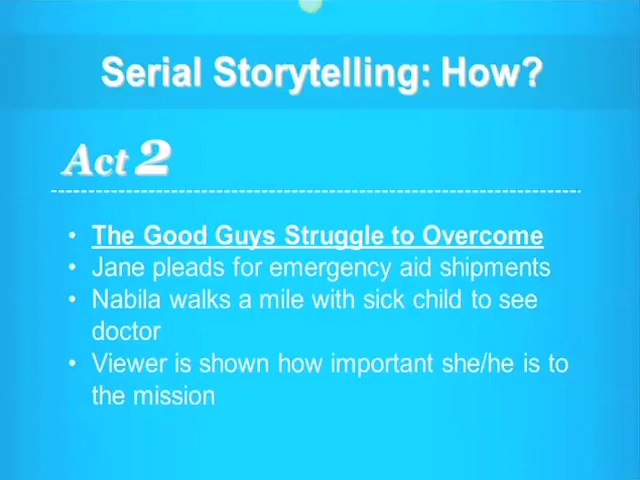 Serial Storytelling: How?
Act 2
• The Good Guys Struggle to Overcome
• Jane pleads for emergency aid shipments
• Nabila walks a mile with sick child to see
doctor
• Viewer is shown how important she/he is to
the mission